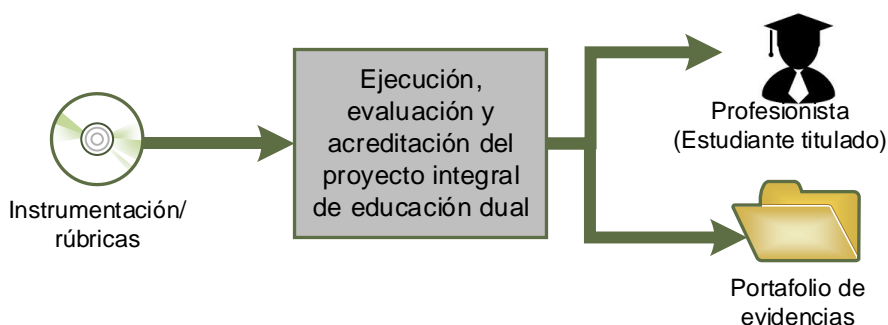 Instrumentación/
rúbricas
Ejecución,
evaluación y
acreditación del
proyecto integral
de educación dual
Profesionista
(Estudiante titulado)
Portafolio de
evidencias